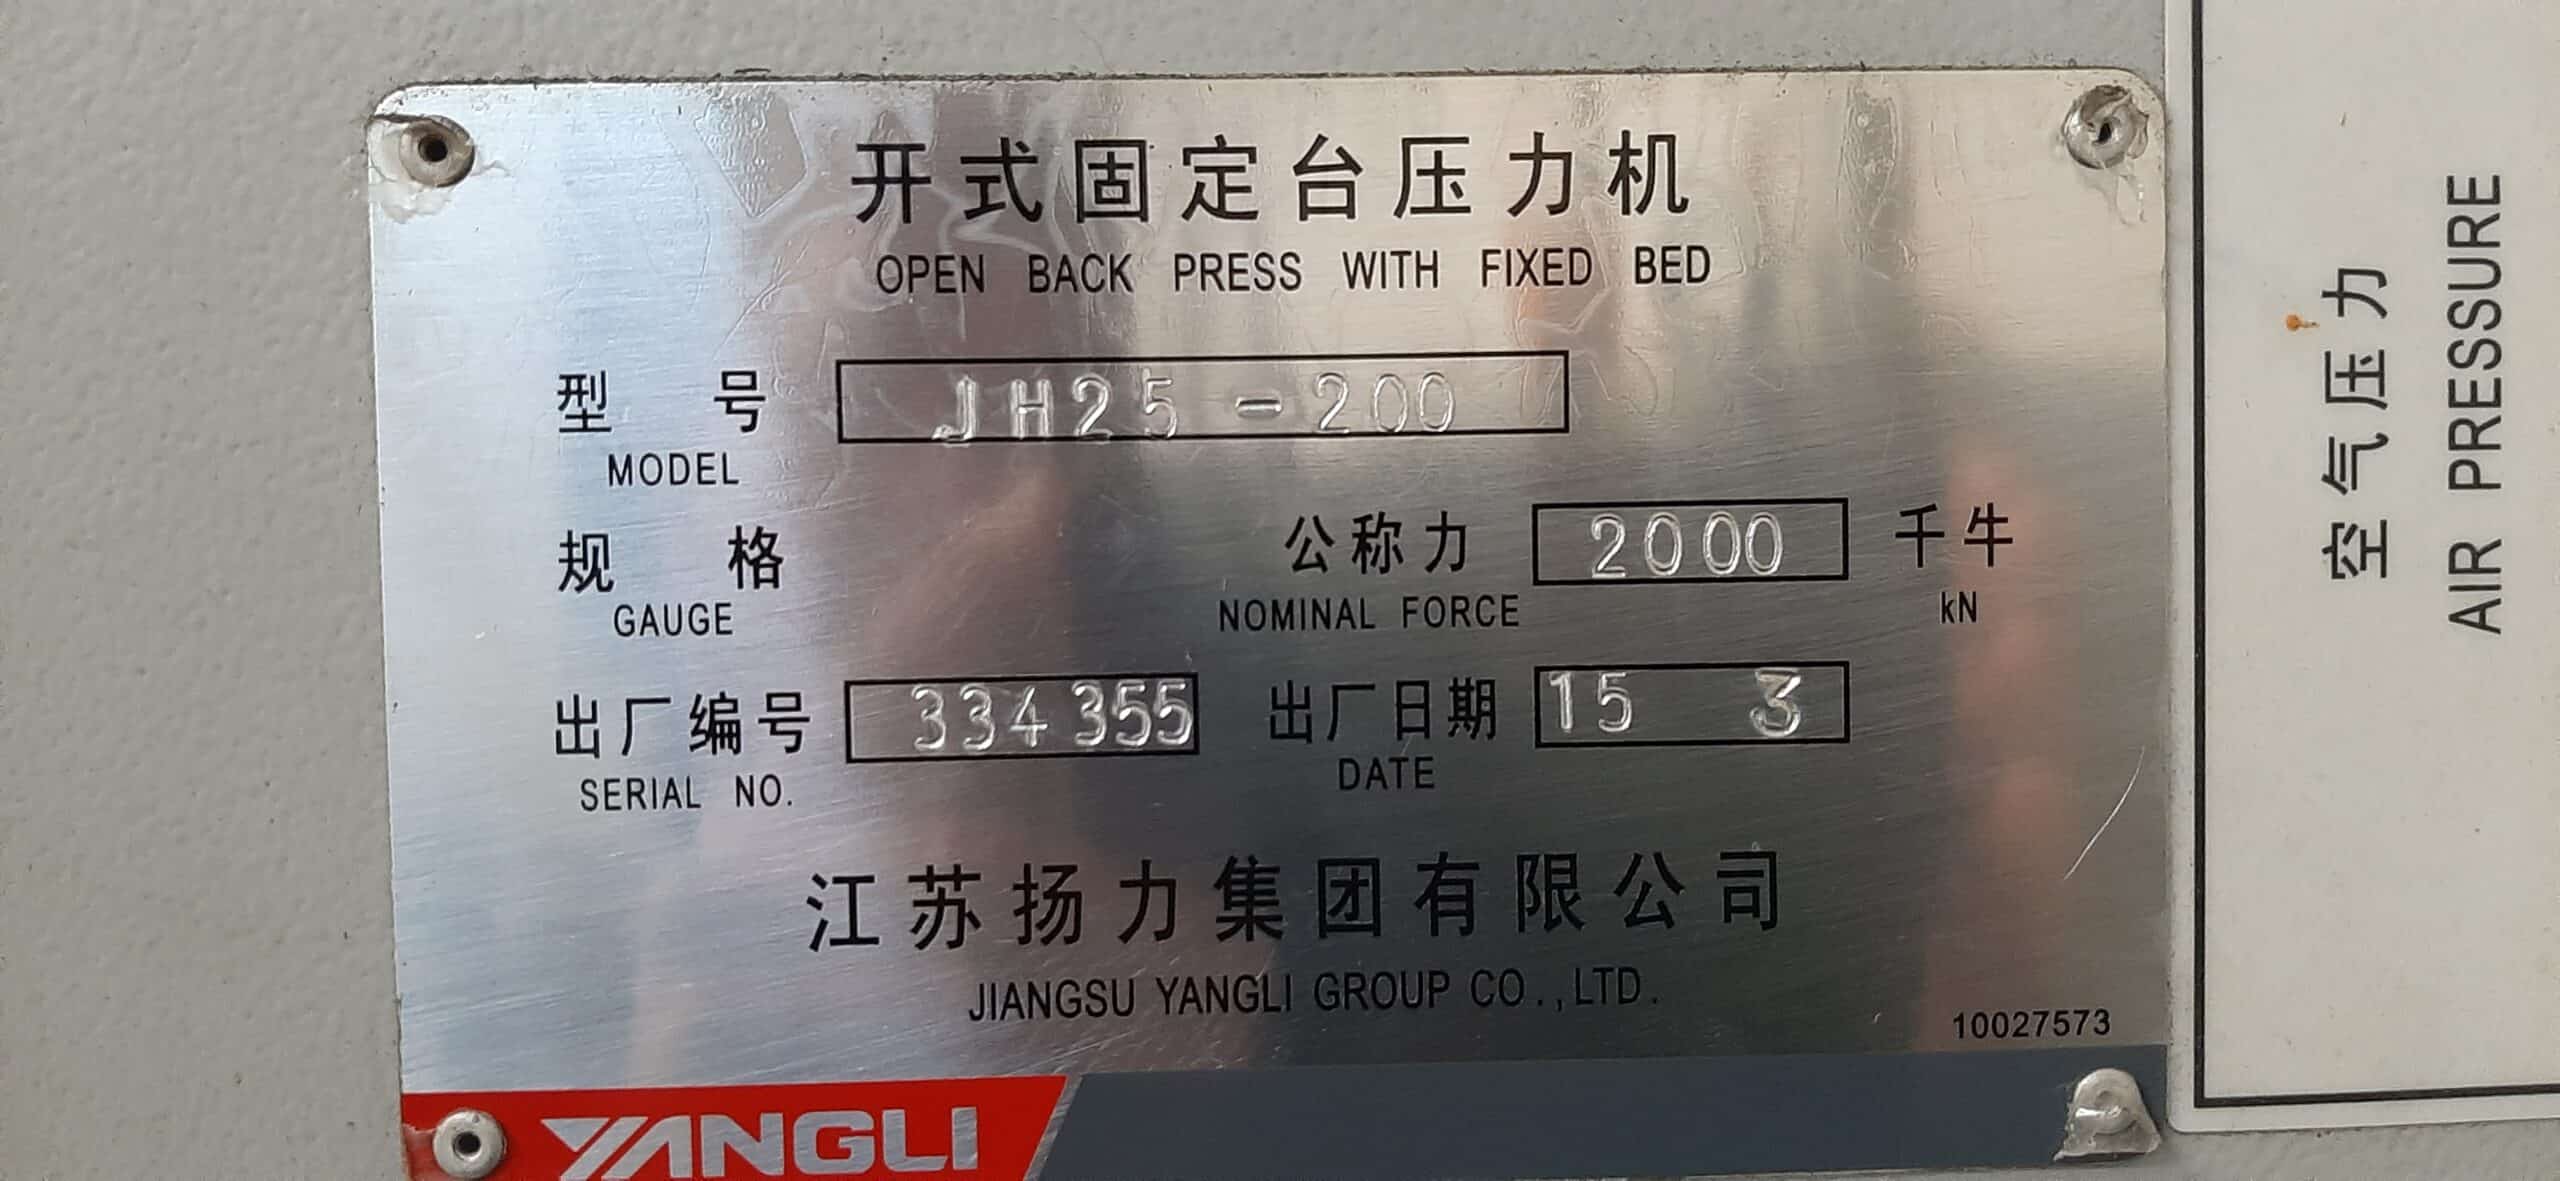 开式固定台压力机
OPEN BACK PRESS WITH FIXED BED
型号 JH25-200
MODEL
规格 公称力 2000 千牛
GAUGE NOMINAL FORCE kN
出厂编号 334355 出厂日期 15 3
SERIAL NO. DATE
江苏扬力集团有限公司
JIANGSU YANGLI GROUP CO.,LTD.
10027573
YANGLI
空气压力
AIR PRESSURE